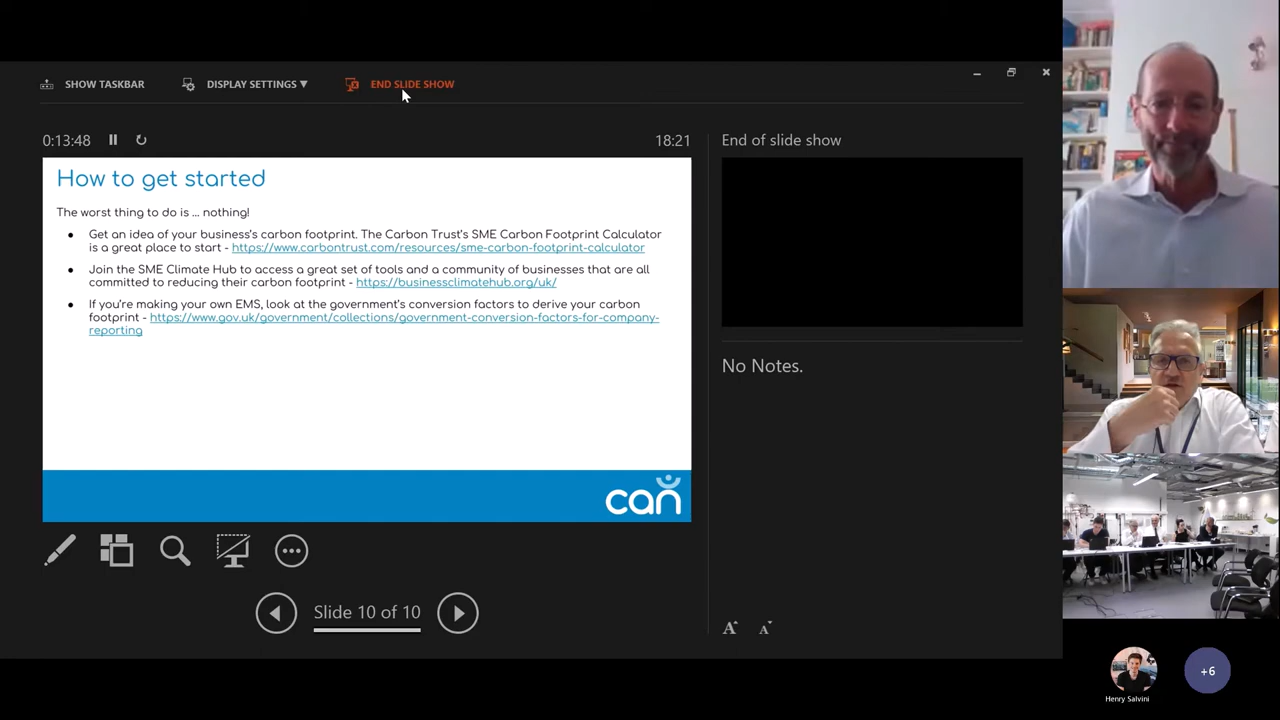 SHOW TASKBAR
DISPLAY SETTINGS ▼
END SLIDE SHOW
0:13:48
18:21
End of slide show
How to get started
The worst thing to do is ... nothing!
● Get an idea of your business's carbon footprint. The Carbon Trust's SME Carbon Footprint Calculator
is a great place to start - https://www.carbontrust.com/resources/sme-carbon-footprint-calculator
● Join the SME Climate Hub to access a great set of tools and a community of businesses that are all
committed to reducing their carbon footprint - https://businessclimatehub.org/uk/
● If you're making your own EMS, look at the government's conversion factors to derive your carbon
footprint - https://www.gov.uk/government/collections/government-conversion-factors-for-company-
reporting
can
No Notes.
Slide 10 of 10
A A
Henry Salvini
+6